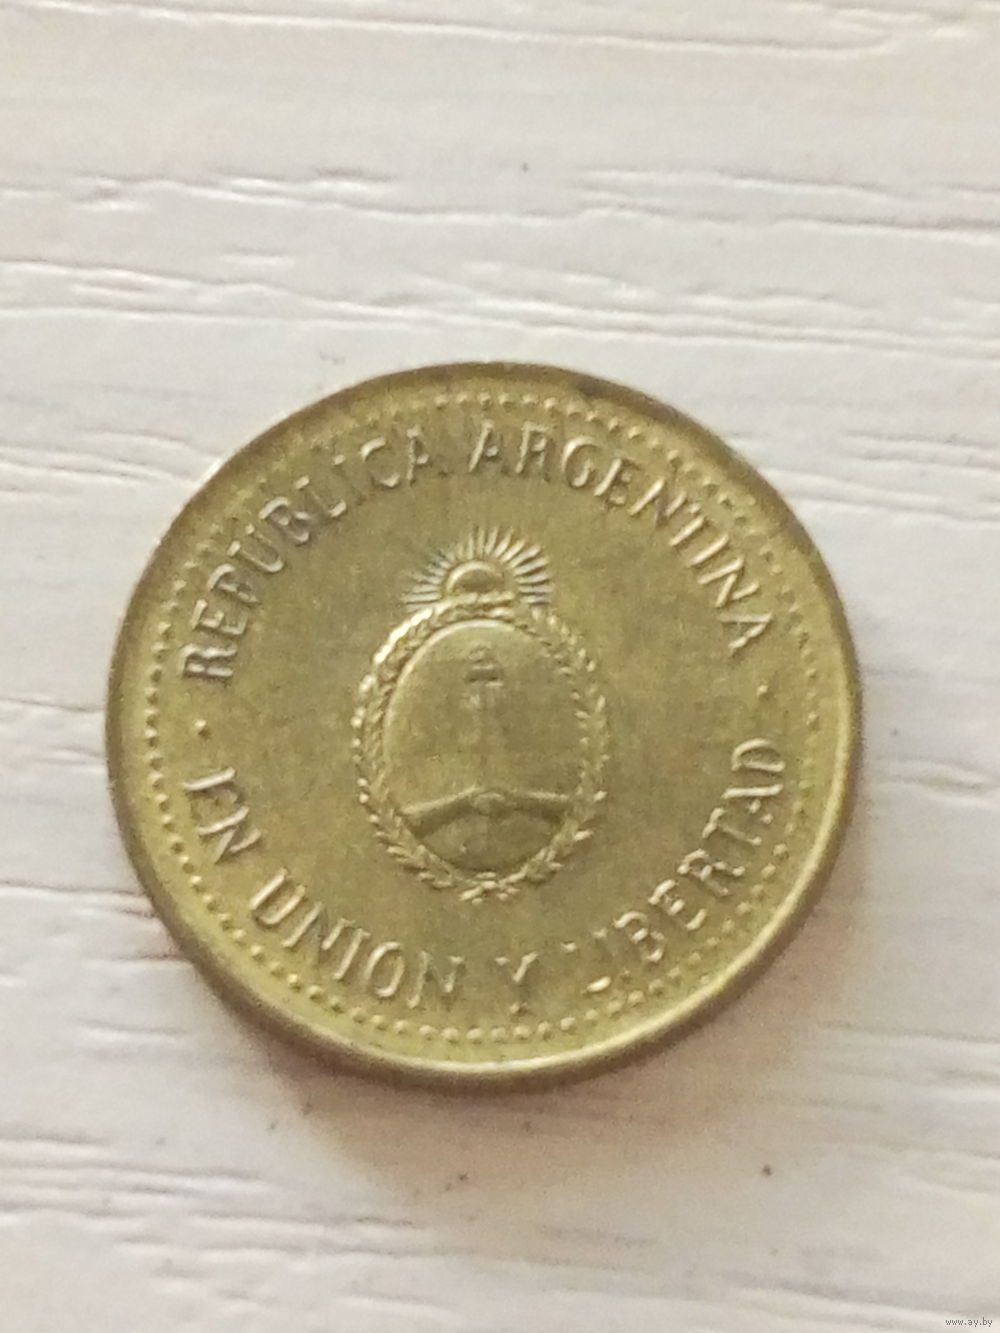 · REPUBLICA ARGENTINA ·
EN UNION Y LIBERTAD
www.ay.by